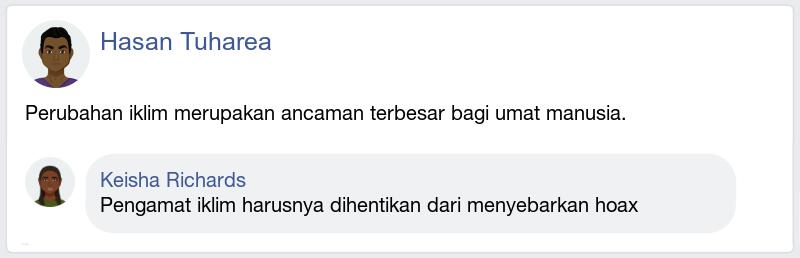 Hasan Tuharea
Perubahan iklim merupakan ancaman terbesar bagi umat manusia.
Keisha Richards
Pengamat iklim harusnya dihentikan dari menyebarkan hoax